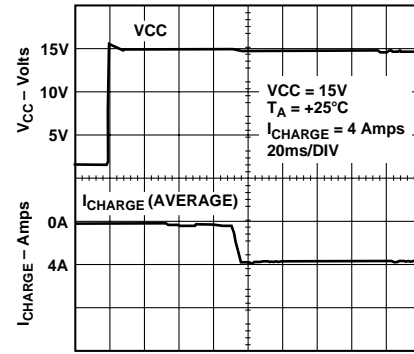 VCC
15V
10V
5V
VCC – Volts
VCC = 15V
TA = +25°C
ICHARGE = 4 Amps
20ms/DIV
ICHARGE (AVERAGE)
0A
4A
ICHARGE – Amps